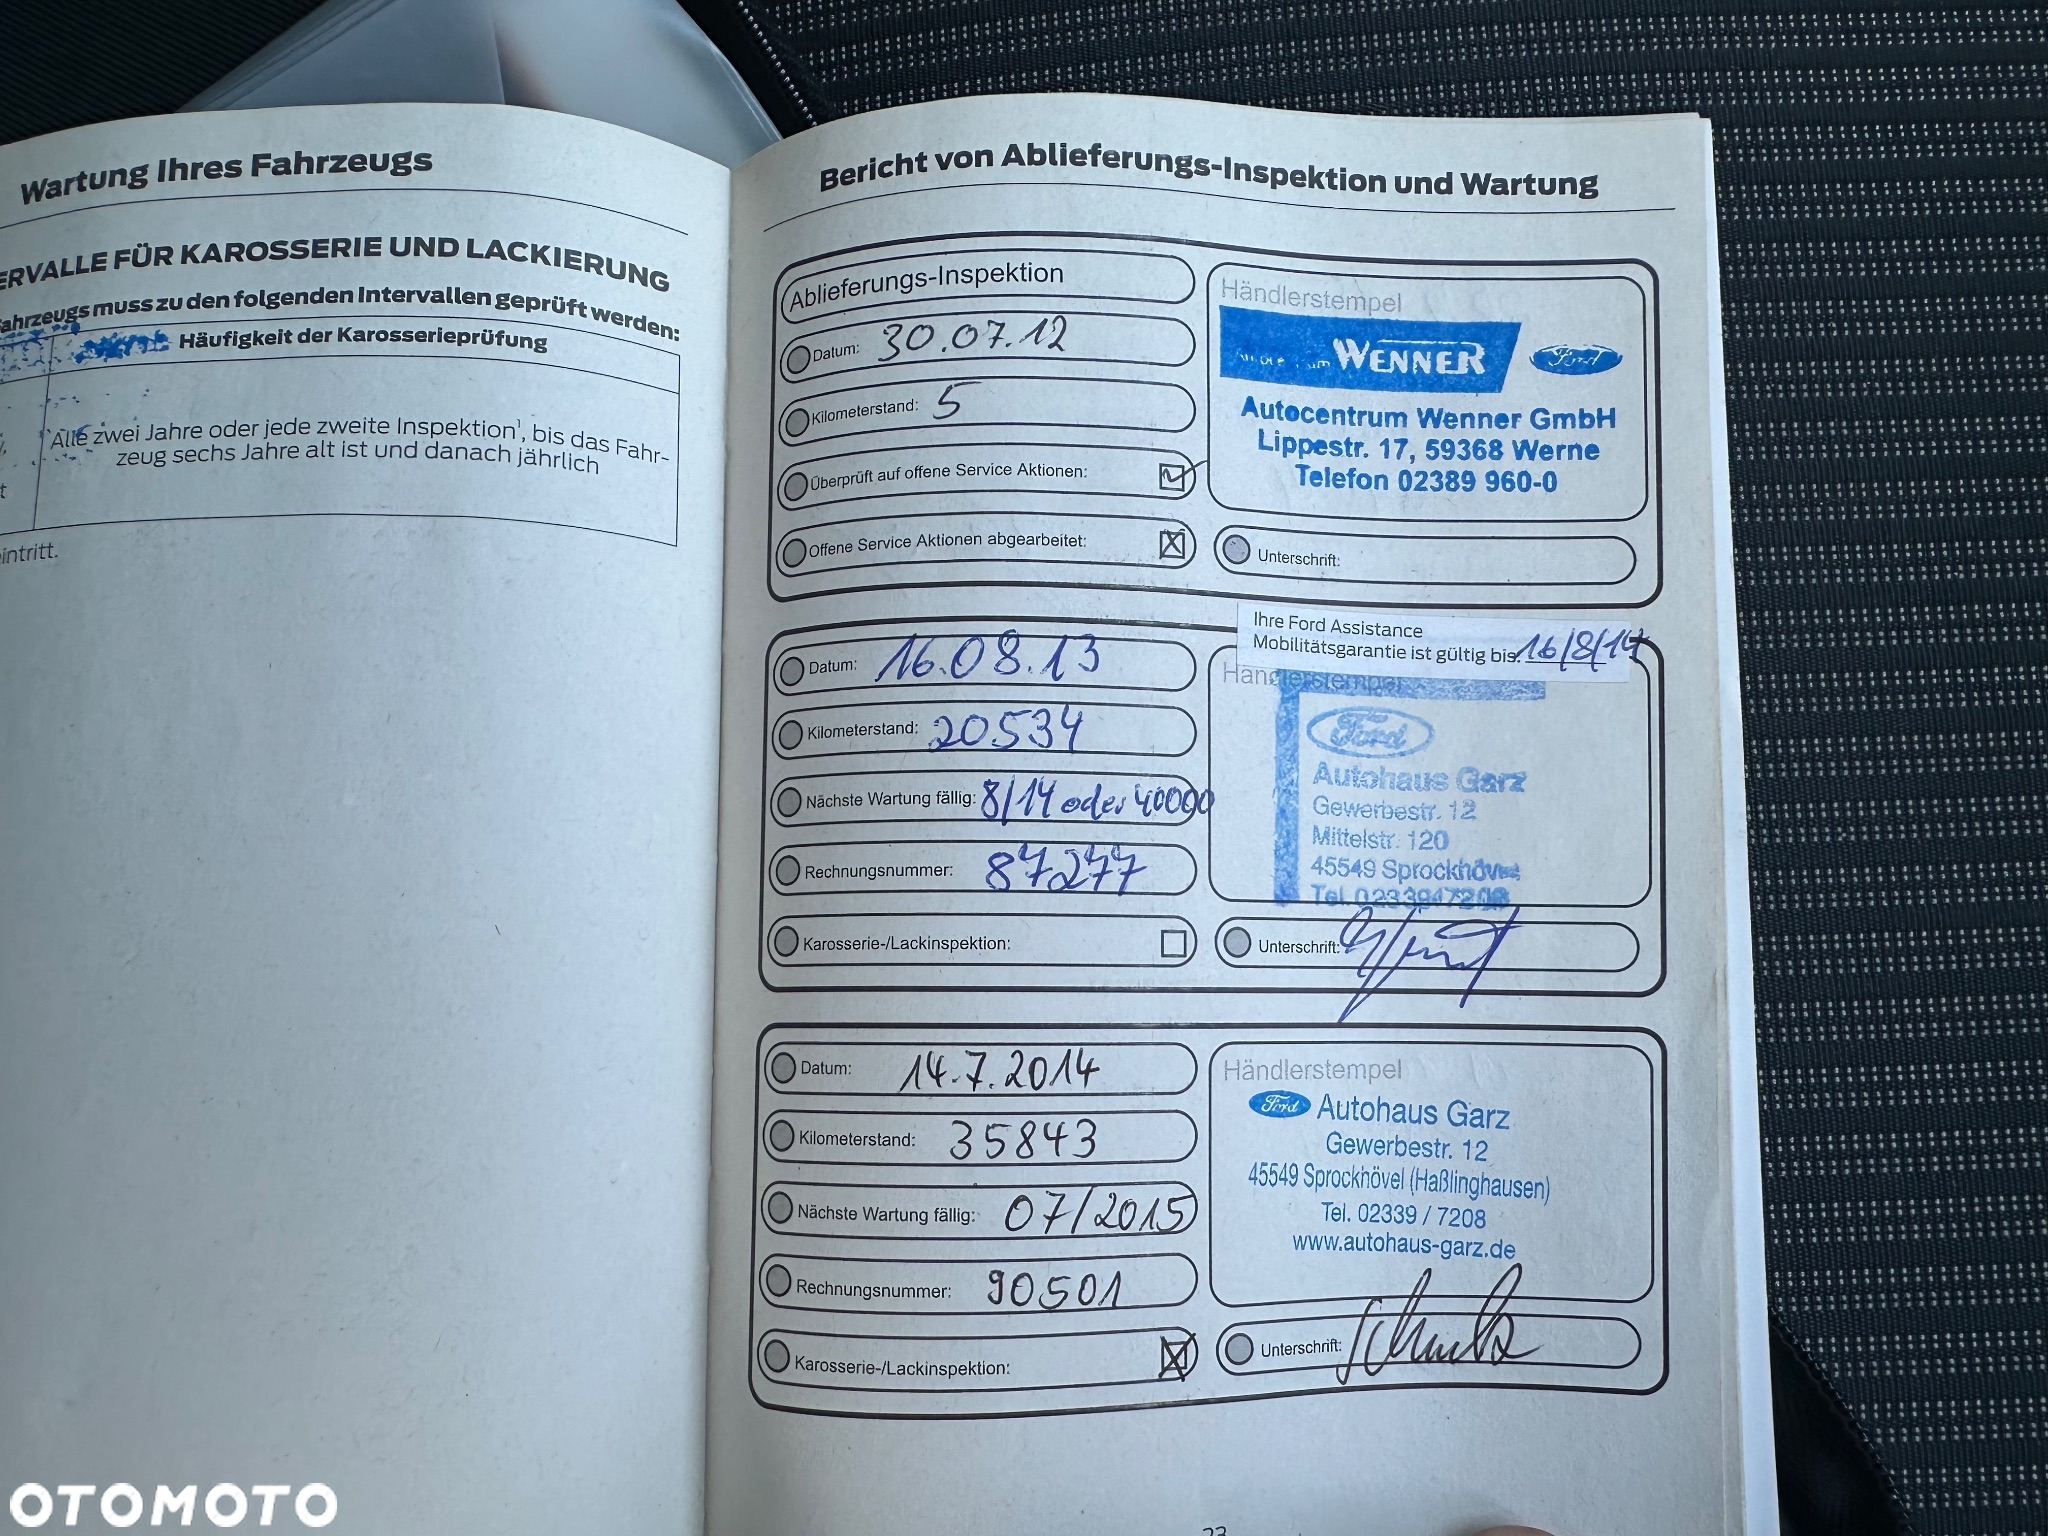 Wartung Ihres Fahrzeugs
ERVALLE FÜR KAROSSERIE UND LACKIERUNG
ahrzeugs muss zu den folgenden Intervallen geprüft werden:
Häufigkeit der Karosserieprüfung
Alle zwei Jahre oder jede zweite Inspektion¹, bis das Fahr-
zeug sechs Jahre alt ist und danach jährlich
intritt.
Bericht von Ablieferungs-Inspektion und Wartung
Ablieferungs-Inspektion
Datum: 30.07.12
Kilometerstand: 5
Überprüft auf offene Service Aktionen:
Offene Service Aktionen abgearbeitet:
Händlerstempel
WENNER
Ford
Autocentrum Wenner GmbH
Lippestr. 17, 59368 Werne
Telefon 02389 960-0
Unterschrift:
Datum: 16.08.13
Kilometerstand: 20534
Nächste Wartung fällig: 8/14 oder 40000
Rechnungsnummer: 87277
Karosserie-/Lackinspektion:
Ihre Ford Assistance
Mobilitätsgarantie ist gültig bis: 16/8/14
Händlerstempel
Ford
Autohaus Garz
Gewerbestr. 12
Mittelstr. 120
45549 Sprockhövel
Tel. 02339/7208
Unterschrift:
Datum: 14.7.2014
Kilometerstand: 35843
Nächste Wartung fällig: 07/2015
Rechnungsnummer: 90501
Karosserie-/Lackinspektion:
Händlerstempel
Ford Autohaus Garz
Gewerbestr. 12
45549 Sprockhövel (Haßlinghausen)
Tel. 02339 / 7208
www.autohaus-garz.de
Unterschrift:
23
OTOMOTO